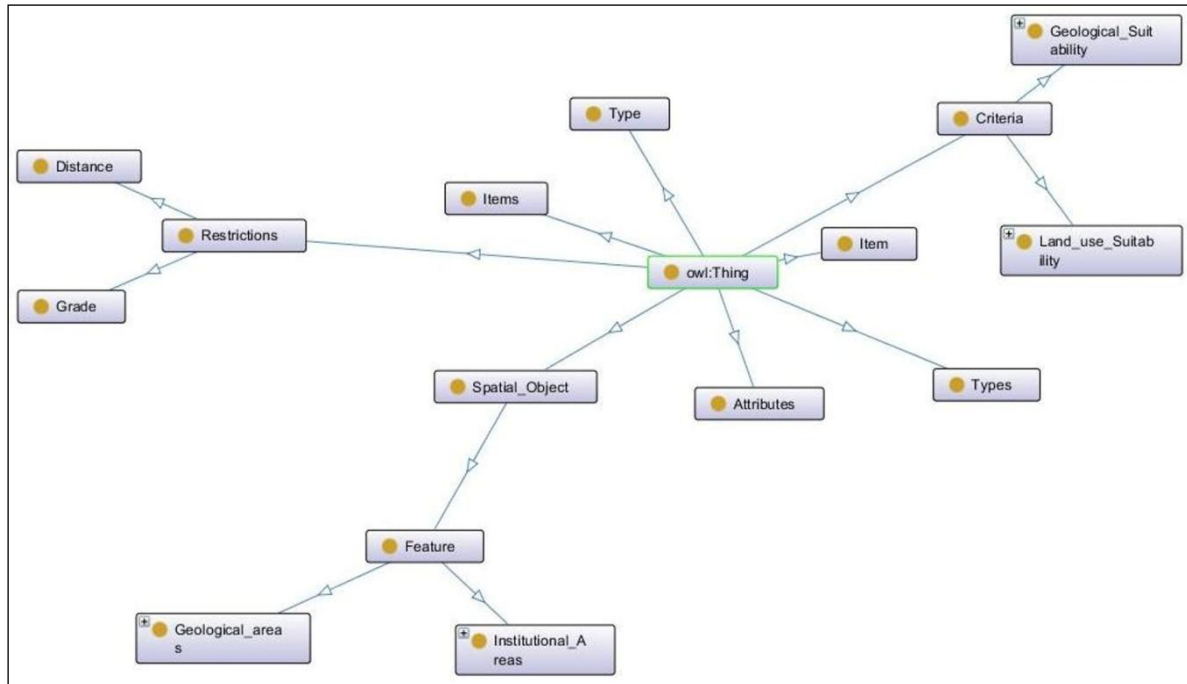 Geological_Suit
ability
Type
Criteria
Distance
Items
Restrictions
Item
Land_use_Suitab
ility
owl:Thing
Grade
Spatial_Object
Types
Attributes
Feature
Geological_area
s
Institutional_A
reas